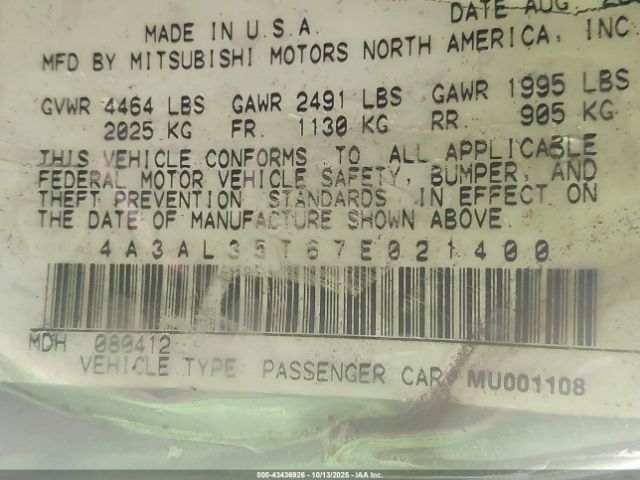 DATE AUG, 20
MADE IN U.S.A.
MFD BY MITSUBISHI MOTORS NORTH AMERICA, INC
GVWR 4464 LBS GAWR 2491 LBS GAWR 1995 LBS
2025 KG FR. 1130 KG RR 905 KG
THIS VEHICLE CONFORMS TO ALL APPLICABLE
FEDERAL MOTOR VEHICLE SAFETY, BUMPER, AND
THEFT PREVENTION STANDARDS IN EFFECT ON
THE DATE OF MANUFACTURE SHOWN ABOVE
4A3AL35T67E021400
MDH 080412
VEHICLE TYPE PASSENGER CAR MU001108
000-43436926 - 10/13/2025 - IAA Inc.